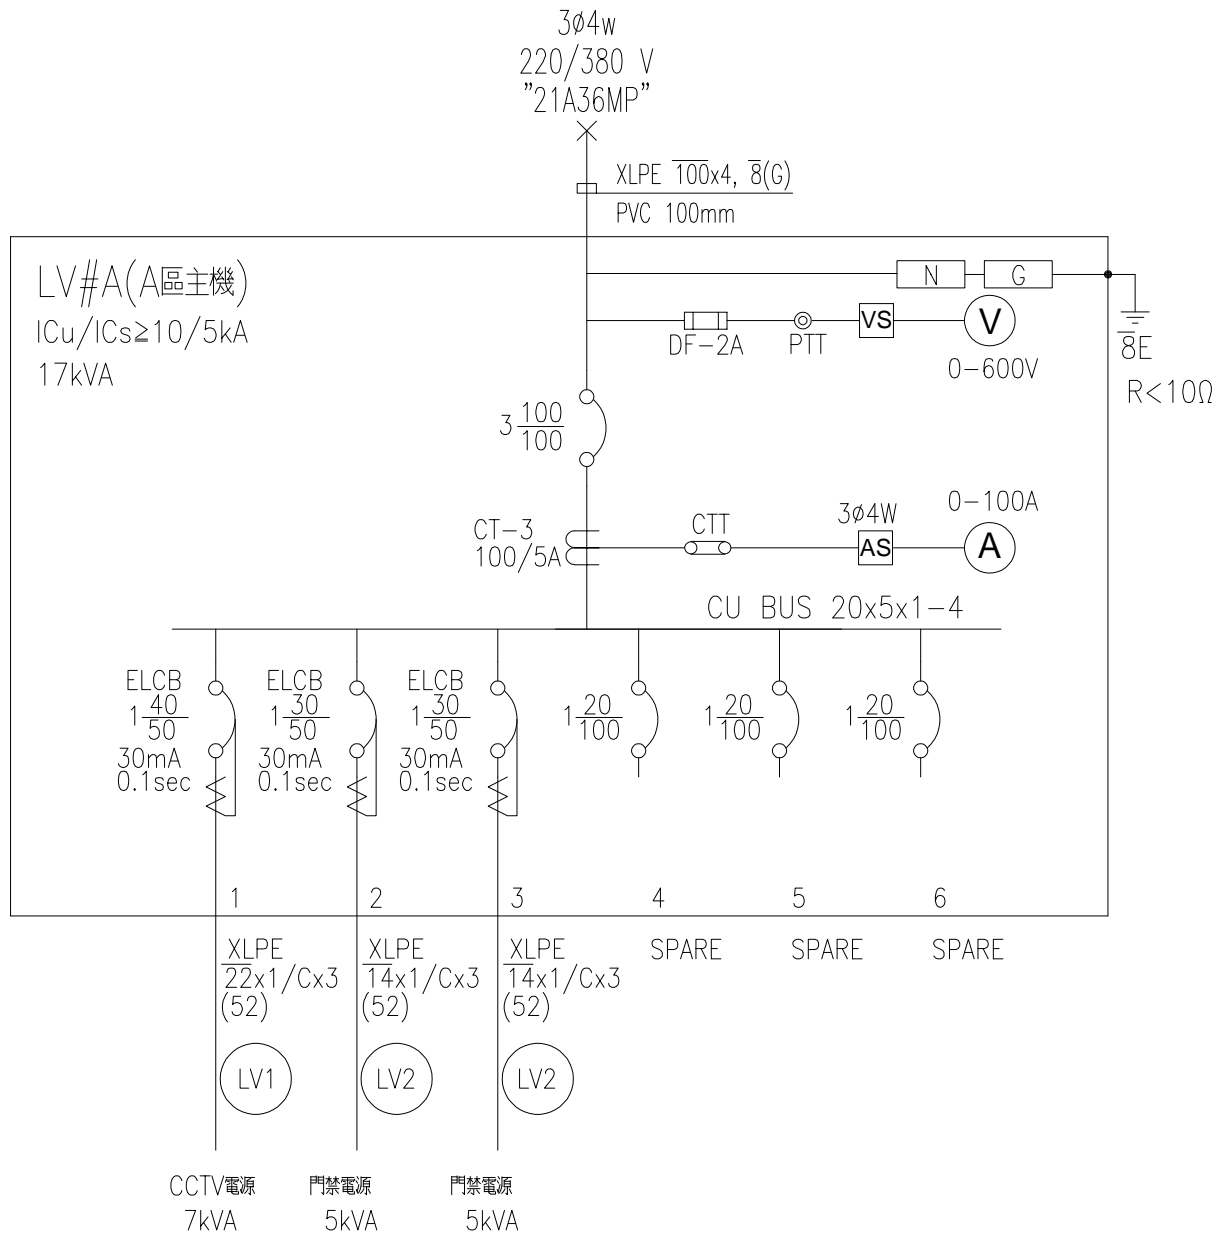 3ø4w
220/380 V
"21A36MP"
XLPE 100x4, 8(G)
PVC 100mm
LV#A(A區主機)
ICu/ICs≥10/5kA
17kVA
N
G
DF-2A
PTT
VS
V
0-600V
8E
R<10Ω
3 100/100
CT-3
100/5A
CTT
3ø4W
AS
0-100A
A
CU BUS 20x5x1-4
ELCB
1 40/50
30mA
0.1sec
ELCB
1 30/50
30mA
0.1sec
ELCB
1 30/50
30mA
0.1sec
1 20/100
1 20/100
1 20/100
1
2
3
4
5
6
XLPE
22x1/Cx3
(52)
XLPE
14x1/Cx3
(52)
XLPE
14x1/Cx3
(52)
SPARE
SPARE
SPARE
LV1
LV2
LV2
CCTV電源
7kVA
門禁電源
5kVA
門禁電源
5kVA